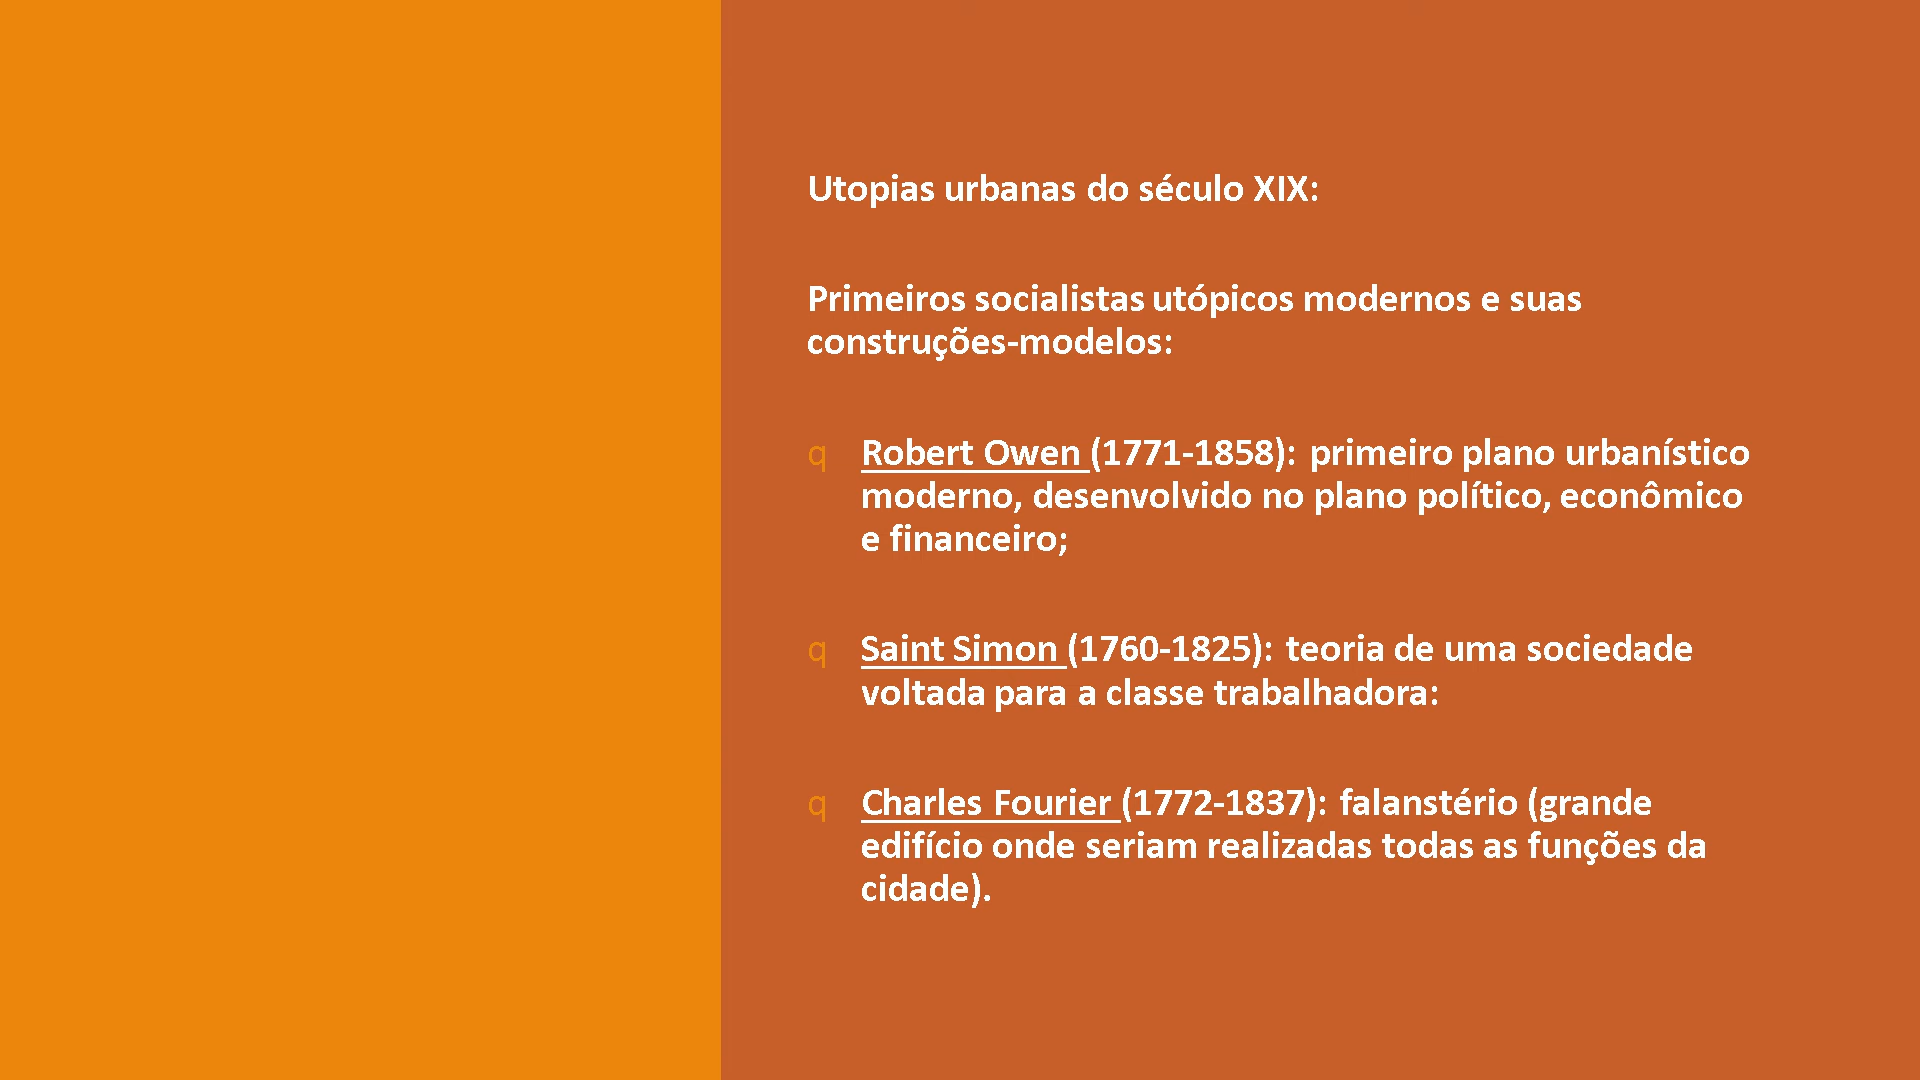 Utopias urbanas do século XIX:
Primeiros socialistas utópicos modernos e suas
construções-modelos:
q Robert Owen (1771-1858): primeiro plano urbanístico
moderno, desenvolvido no plano político, econômico
e financeiro;
q Saint Simon (1760-1825): teoria de uma sociedade
voltada para a classe trabalhadora:
q Charles Fourier (1772-1837): falanstério (grande
edifício onde seriam realizadas todas as funções da
cidade).